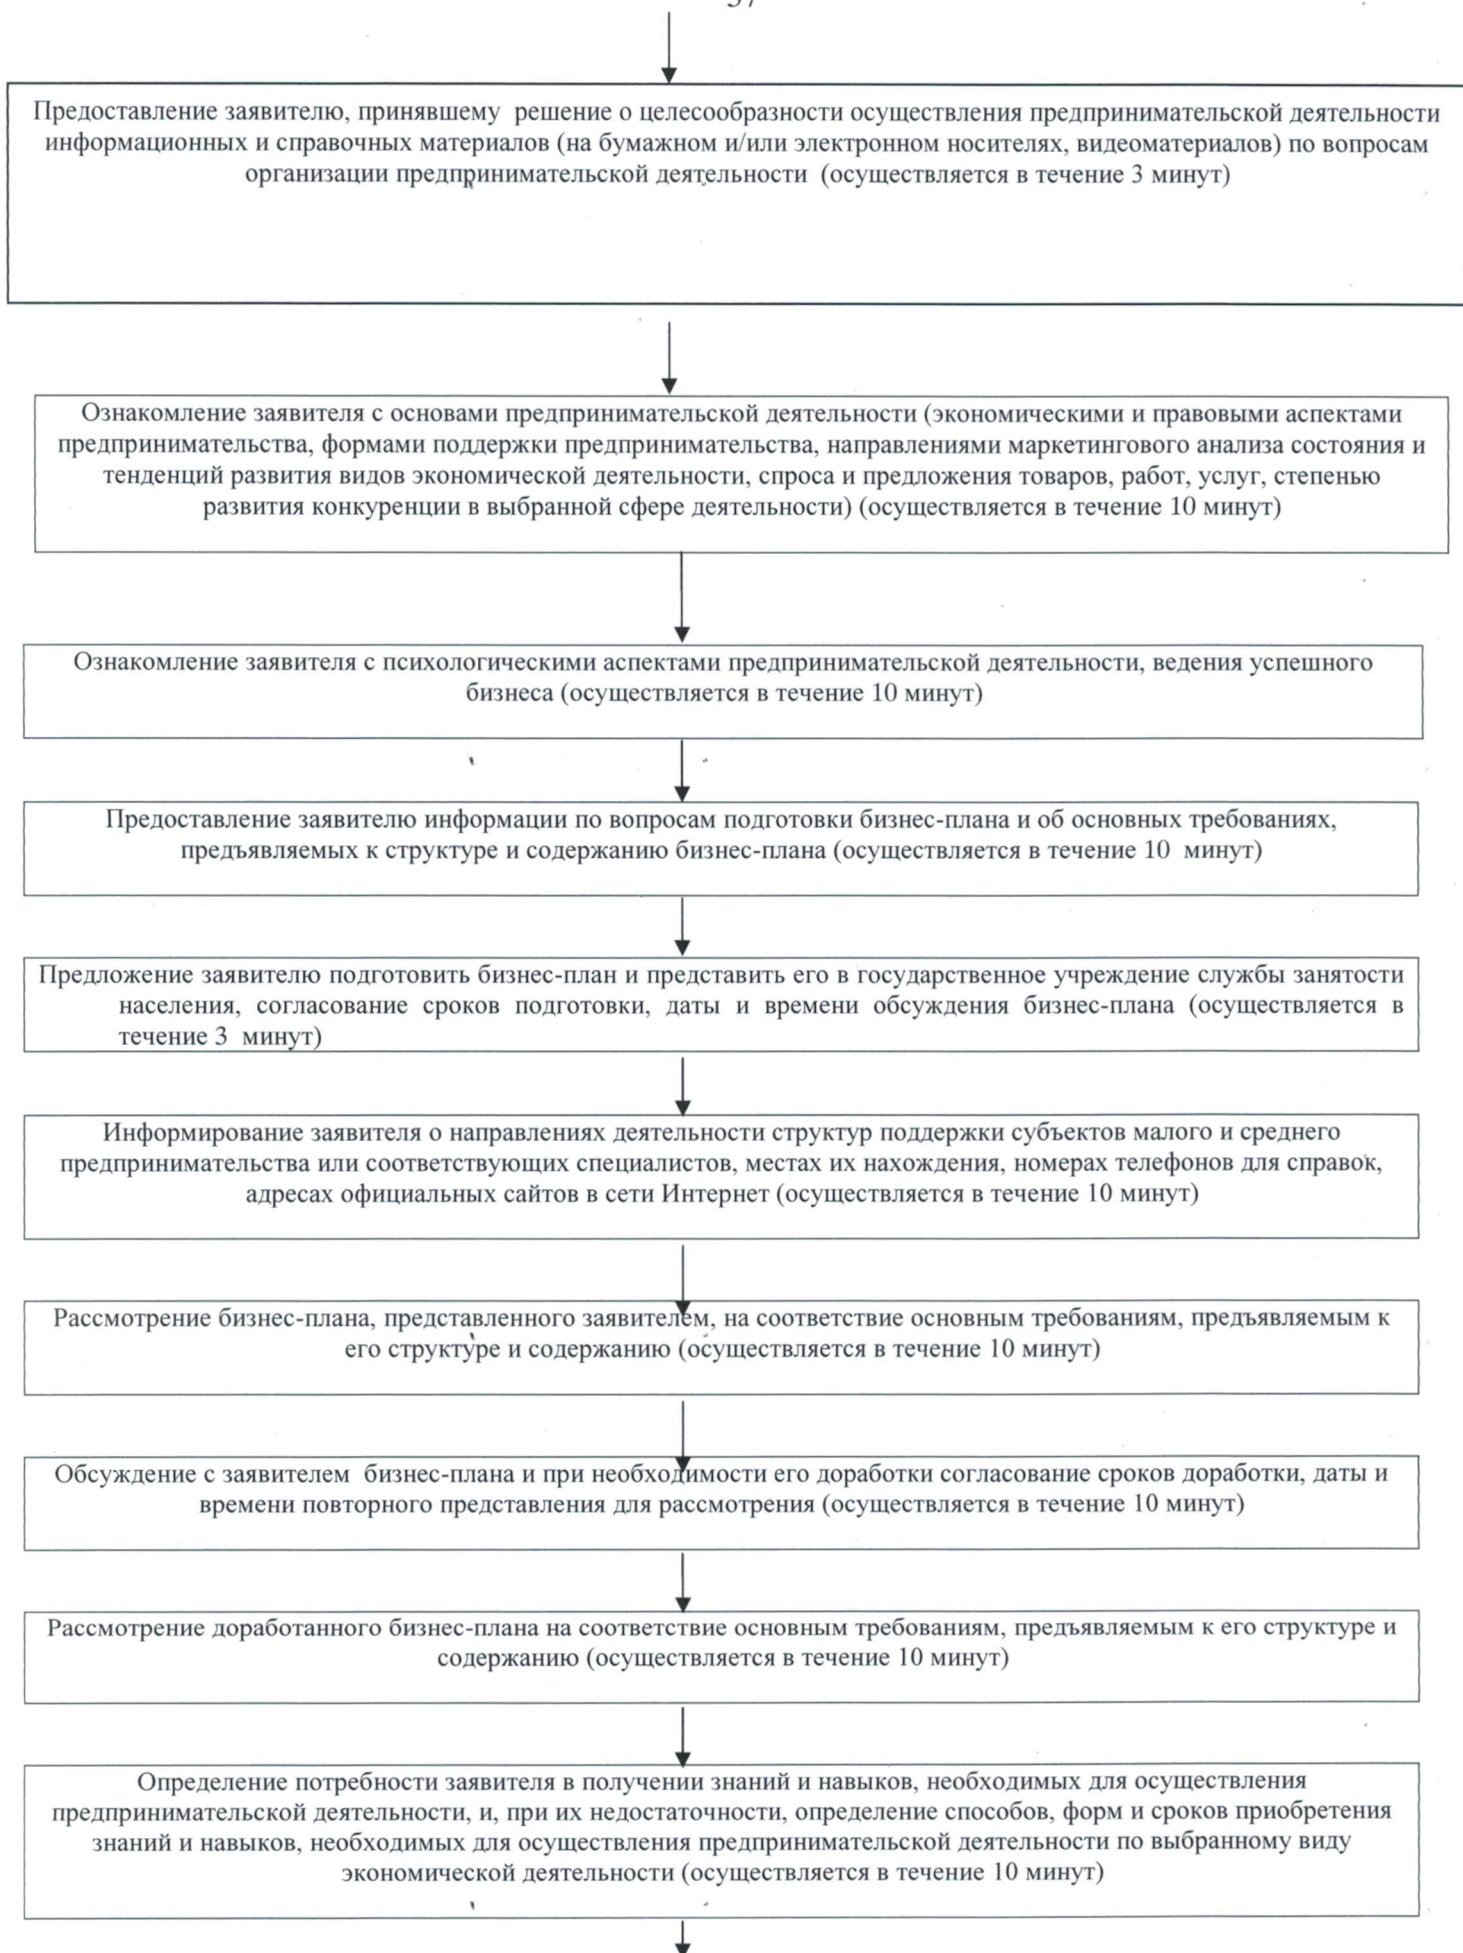 Предоставление заявителю, принявшему решение о целесообразности осуществления предпринимательской деятельности
информационных и справочных материалов (на бумажном и/или электронном носителях, видеоматериалов) по вопросам
организации предпринимательской деятельности (осуществляется в течение 3 минут)
Ознакомление заявителя с основами предпринимательской деятельности (экономическими и правовыми аспектами
предпринимательства, формами поддержки предпринимательства, направлениями маркетингового анализа состояния и
тенденций развития видов экономической деятельности, спроса и предложения товаров, работ, услуг, степенью
развития конкуренции в выбранной сфере деятельности) (осуществляется в течение 10 минут)
Ознакомление заявителя с психологическими аспектами предпринимательской деятельности, ведения успешного
бизнеса (осуществляется в течение 10 минут)
Предоставление заявителю информации по вопросам подготовки бизнес-плана и об основных требованиях,
предъявляемых к структуре и содержанию бизнес-плана (осуществляется в течение 10 минут)
Предложение заявителю подготовить бизнес-план и представить его в государственное учреждение службы занятости
населения, согласование сроков подготовки, даты и времени обсуждения бизнес-плана (осуществляется в
течение 3 минут)
Информирование заявителя о направлениях деятельности структур поддержки субъектов малого и среднего
предпринимательства или соответствующих специалистов, местах их нахождения, номерах телефонов для справок,
адресах официальных сайтов в сети Интернет (осуществляется в течение 10 минут)
Рассмотрение бизнес-плана, представленного заявителем, на соответствие основным требованиям, предъявляемым к
его структуре и содержанию (осуществляется в течение 10 минут)
Обсуждение с заявителем бизнес-плана и при необходимости его доработки согласование сроков доработки, даты и
времени повторного представления для рассмотрения (осуществляется в течение 10 минут)
Рассмотрение доработанного бизнес-плана на соответствие основным требованиям, предъявляемым к его структуре и
содержанию (осуществляется в течение 10 минут)
Определение потребности заявителя в получении знаний и навыков, необходимых для осуществления
предпринимательской деятельности, и, при их недостаточности, определение способов, форм и сроков приобретения
знаний и навыков, необходимых для осуществления предпринимательской деятельности по выбранному виду
экономической деятельности (осуществляется в течение 10 минут)